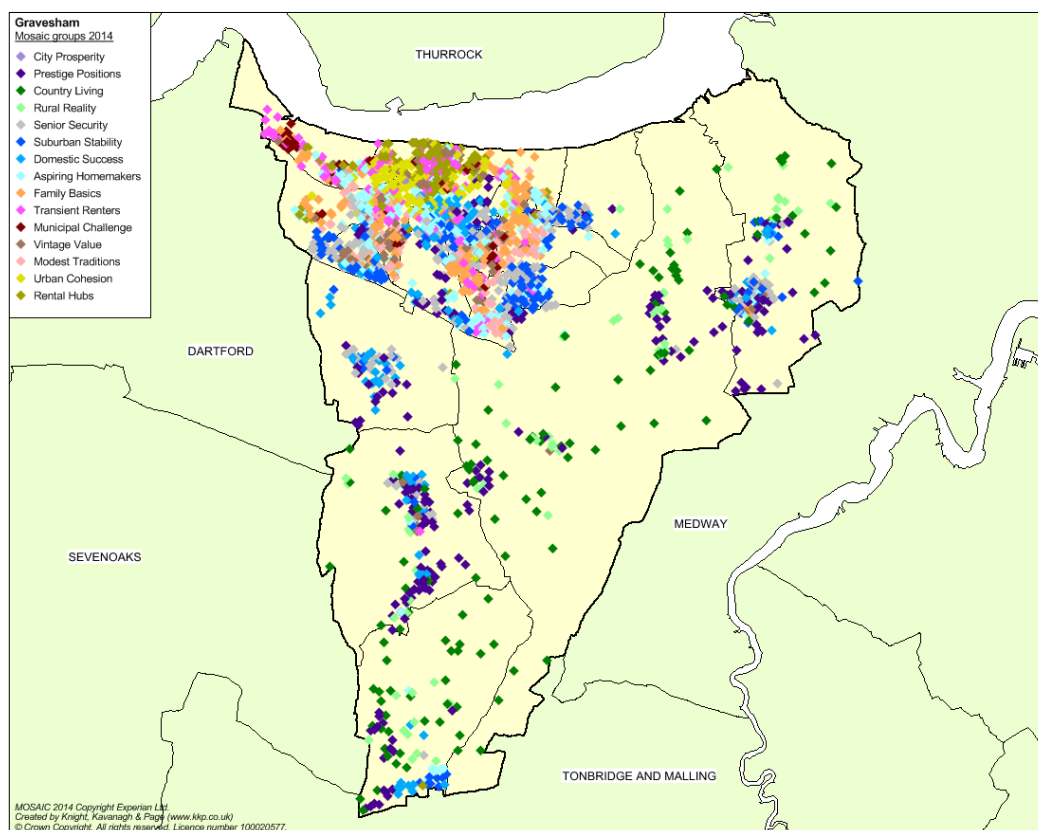 Gravesham
Mosaic groups 2014
City Prosperity
Prestige Positions
Country Living
Rural Reality
Senior Security
Suburban Stability
Domestic Success
Aspiring Homemakers
Family Basics
Transient Renters
Municipal Challenge
Vintage Value
Modest Traditions
Urban Cohesion
Rental Hubs
THURROCK
DARTFORD
SEVENOAKS
MEDWAY
TONBRIDGE AND MALLING
MOSAIC 2014 Copyright Experian Ltd.
Created by Knight, Kavanagh & Page (www.kkp.co.uk)
© Crown Copyright. All rights reserved. Licence number 100020577.